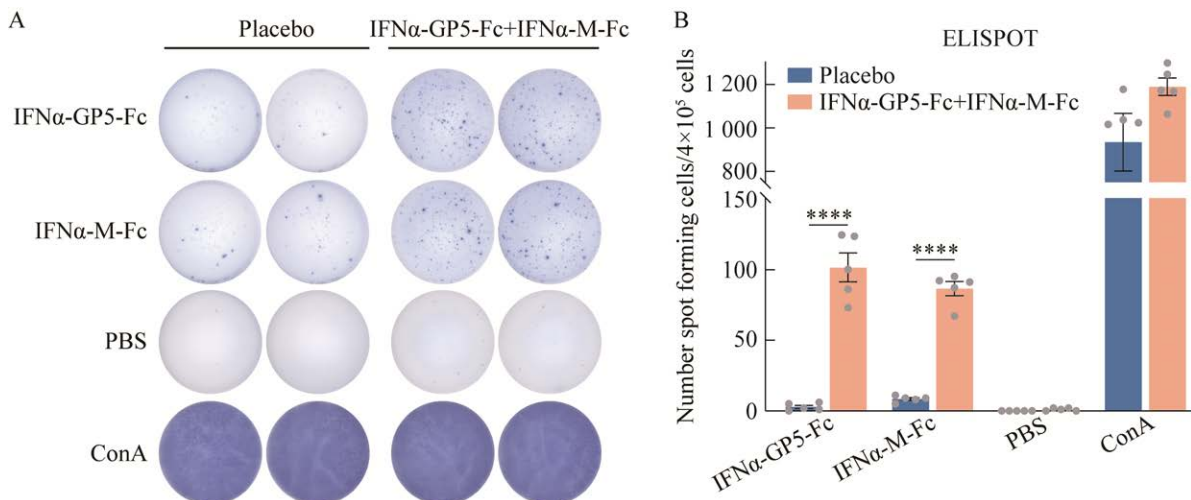 A
Placebo
IFNα-GP5-Fc+IFNα-M-Fc
IFNα-GP5-Fc
IFNα-M-Fc
PBS
ConA
B
ELISPOT
Placebo
IFNα-GP5-Fc+IFNα-M-Fc
Number spot forming cells/4×10⁵ cells
1 200
1 000
800
150
100
50
0
****
****
IFNα-GP5-Fc
IFNα-M-Fc
PBS
ConA